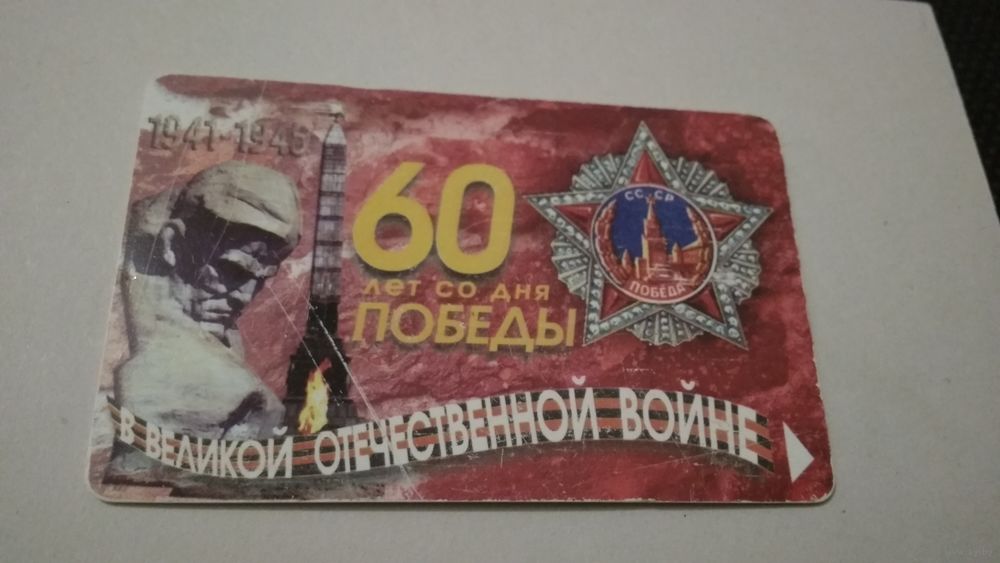 1941-1945
60
лет со дня
ПОБЕДЫ
СССР
ПОБЕДА
В ВЕЛИКОЙ ОТЕЧЕСТВЕННОЙ ВОЙНЕ